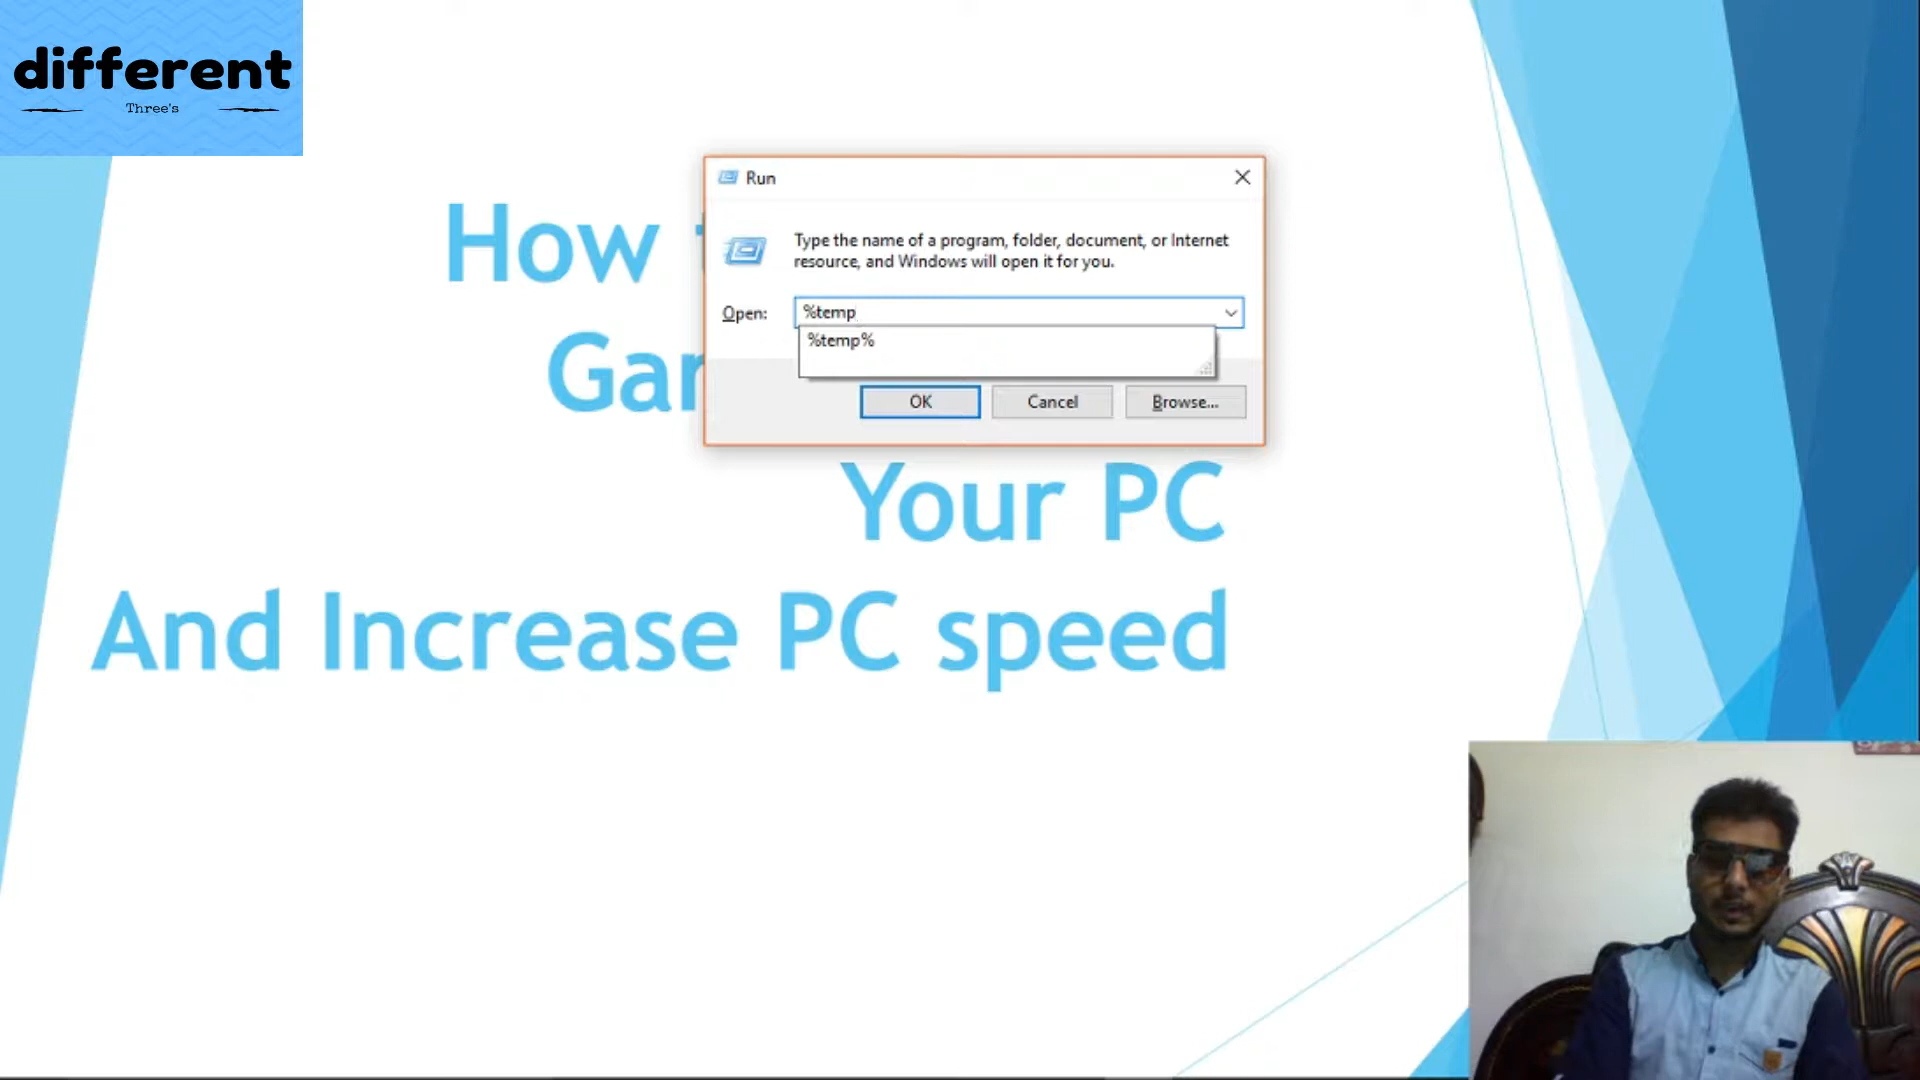 different
Three's
Run
Type the name of a program, folder, document, or Internet
resource, and Windows will open it for you.
Open: %temp
%temp%
OK Cancel Browse...
How
Your PC
And Increase PC speed